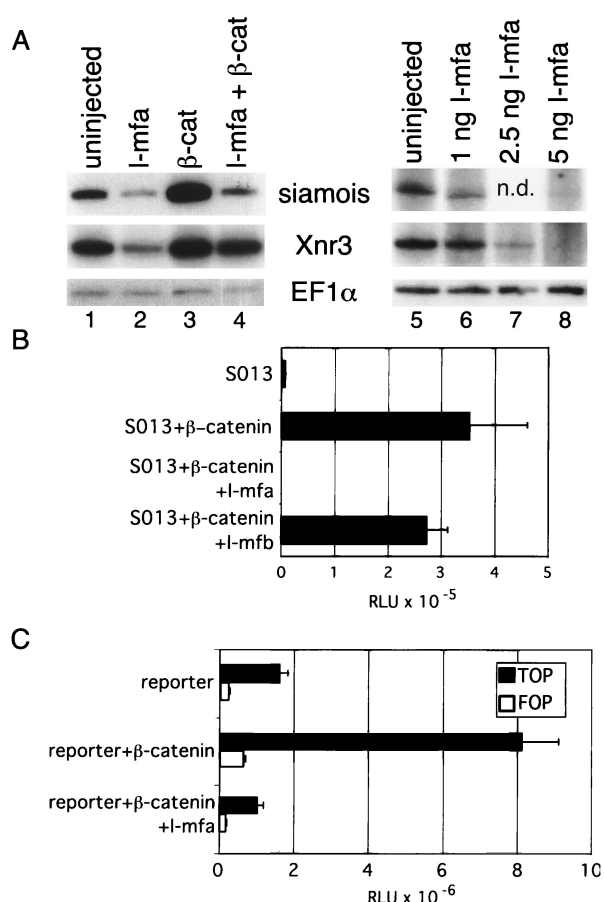 A
uninjected
I-mfa
β-cat
I-mfa + β-cat
uninjected
1 ng I-mfa
2.5 ng I-mfa
5 ng I-mfa
siamois
n.d.
Xnr3
EF1α
1 2 3 4 5 6 7 8
B
S013
S013+β-catenin
S013+β-catenin
+I-mfa
S013+β-catenin
+I-mfb
0 1 2 3 4 5
RLU x 10 -5
C
TOP
FOP
reporter
reporter+β-catenin
reporter+β-catenin
+I-mfa
0 2 4 6 8 10
RLU x 10 -6